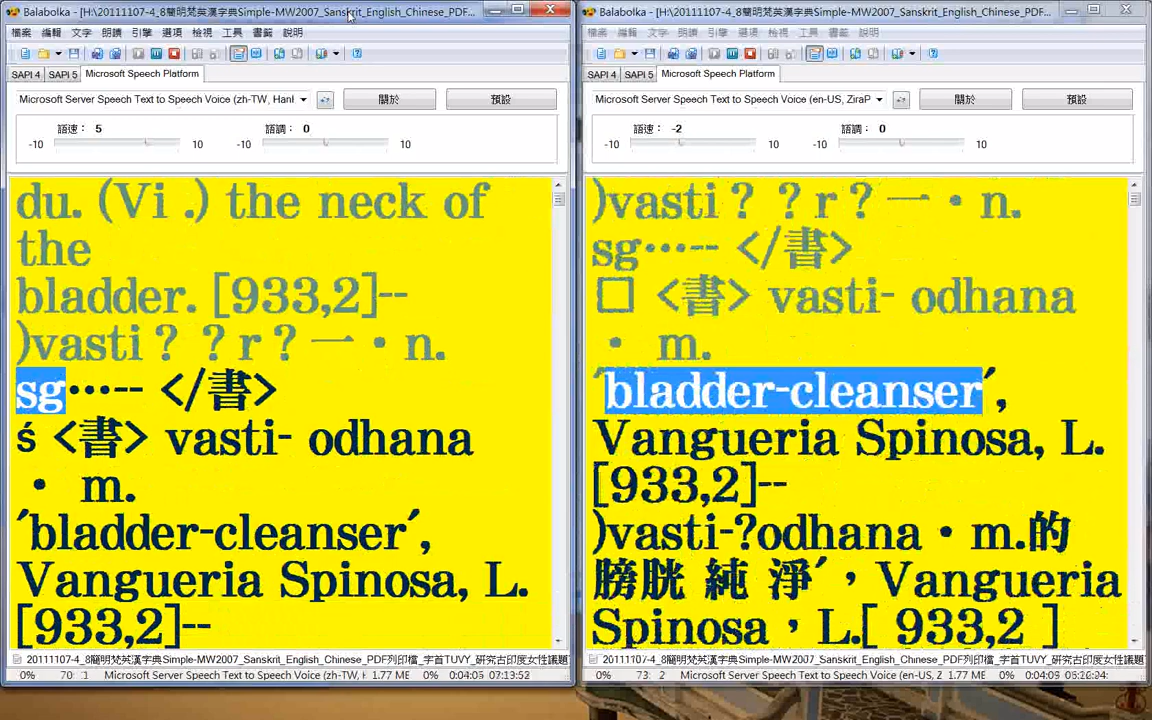 Balabolka - [H:\20111107-4_8簡明梵英漢字典Simple-MW2007_Sanskrit_English_Chinese_PDF...
檔案 編輯 文字 朗讀 引擎 選項 檢視 工具 書籤 說明
SAPI 4 SAPI 5 Microsoft Speech Platform
Microsoft Server Speech Text to Speech Voice (zh-TW, Hanl
關於 預設
語速： 5 語調： 0
-10 10 -10 10
du. (Vi .) the neck of
the
bladder. [933,2]--
)vasti？ ？r？一・n.
sg…-- </書>
ś <書> vasti- odhana
・ m.
´bladder-cleanser´,
Vangueria Spinosa, L.
[933,2]--
20111107-4_8簡明梵英漢字典Simple-MW2007_Sanskrit_English_Chinese_PDF列印檔_字首TUVY_研究古印度女性議題
0% 70: 1 Microsoft Server Speech Text to Speech Voice (zh-TW, H 1.77 ME 0% 0:04:05
Balabolka - [H:\20111107-4_8簡明梵英漢字典Simple-MW2007_Sanskrit_English_Chinese_PDF...
檔案 編輯 文字 朗讀 引擎 選項 檢視 工具 書籤 說明
SAPI 4 SAPI 5 Microsoft Speech Platform
Microsoft Server Speech Text to Speech Voice (en-US, ZiraP
關於 預設
語速： -2 語調： 0
-10 10 -10 10
)vasti？ ？r？一・n.
sg…-- </書>
□ <書> vasti- odhana
・ m.
´bladder-cleanser´,
Vangueria Spinosa, L.
[933,2]--
)vasti-?odhana・m.的
膀胱 純 淨´，Vangueria
Spinosa，L.[ 933,2 ]
20111107-4_8簡明梵英漢字典Simple-MW2007_Sanskrit_English_Chinese_PDF列印檔_字首TUVY_研究古印度女性議題
0% 73: 2 Microsoft Server Speech Text to Speech Voice (en-US, Z 1.77 ME 0% 0:04:09